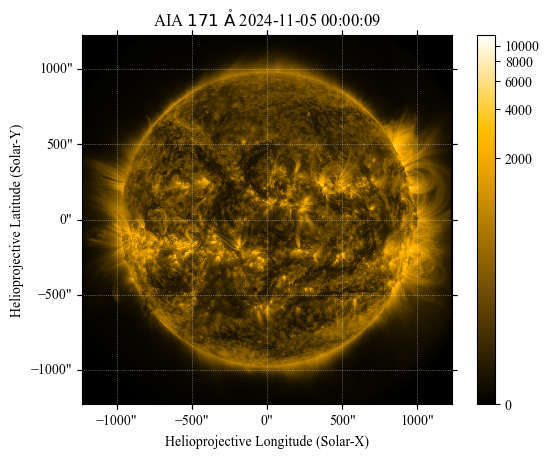 AIA 171 Å 2024-11-05 00:00:09
10000
8000
6000
4000
2000
0
1000"
500"
0"
−500"
−1000"
Helioprojective Latitude (Solar-Y)
−1000" −500" 0" 500" 1000"
Helioprojective Longitude (Solar-X)